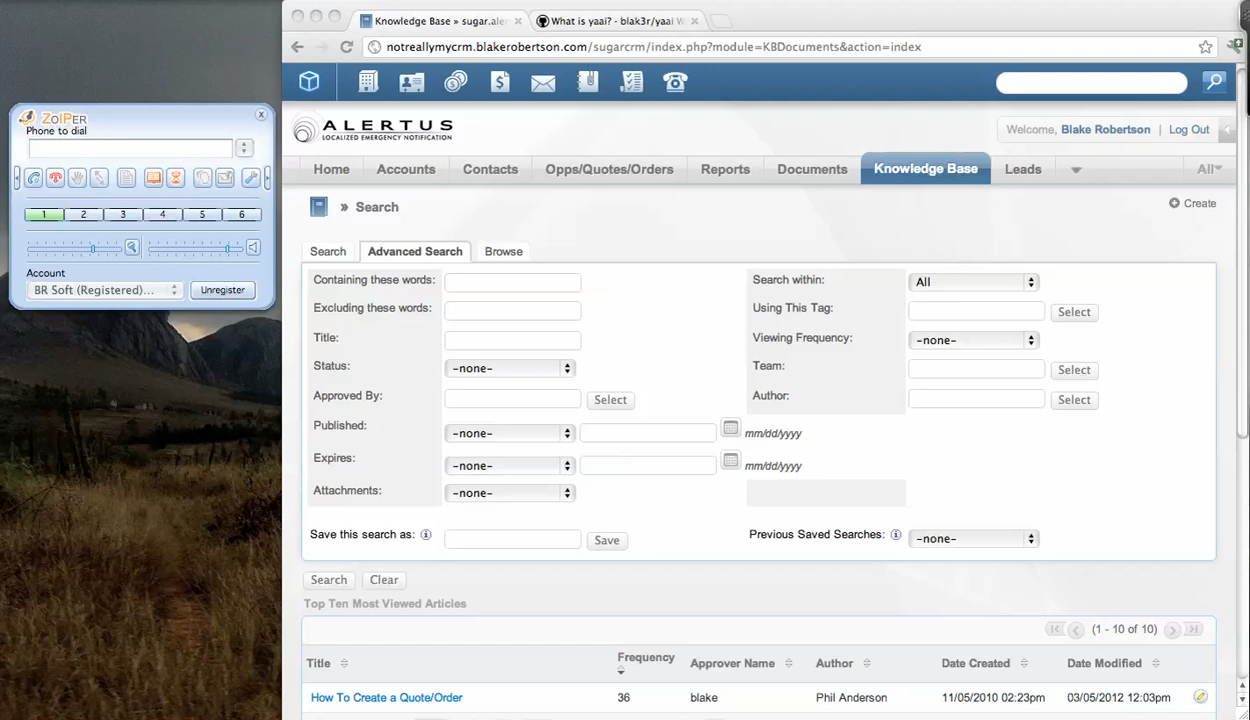 Knowledge Base » sugar.ale
What is yaai? - blak3r/yaai W
notreallymycrm.blakerobertson.com/sugarcrm/index.php?module=KBDocuments&action=index
ZOIPER
Phone to dial
1 2 3 4 5 6
Account
BR Soft (Registered)... Unregister
ALERTUS
LOCALIZED EMERGENCY NOTIFICATION
Welcome, Blake Robertson | Log Out
Home Accounts Contacts Opps/Quotes/Orders Reports Documents Knowledge Base Leads All
» Search
Create
Search Advanced Search Browse
Containing these words: Search within: All
Excluding these words: Using This Tag: Select
Title: Viewing Frequency: -none-
Status: -none- Team: Select
Approved By: Select Author: Select
Published: -none- mm/dd/yyyy
Expires: -none- mm/dd/yyyy
Attachments: -none-
Save this search as: Save Previous Saved Searches: -none-
Search Clear
Top Ten Most Viewed Articles
(1 - 10 of 10)
Title Frequency Approver Name Author Date Created Date Modified
How To Create a Quote/Order 36 blake Phil Anderson 11/05/2010 02:23pm 03/05/2012 12:03pm